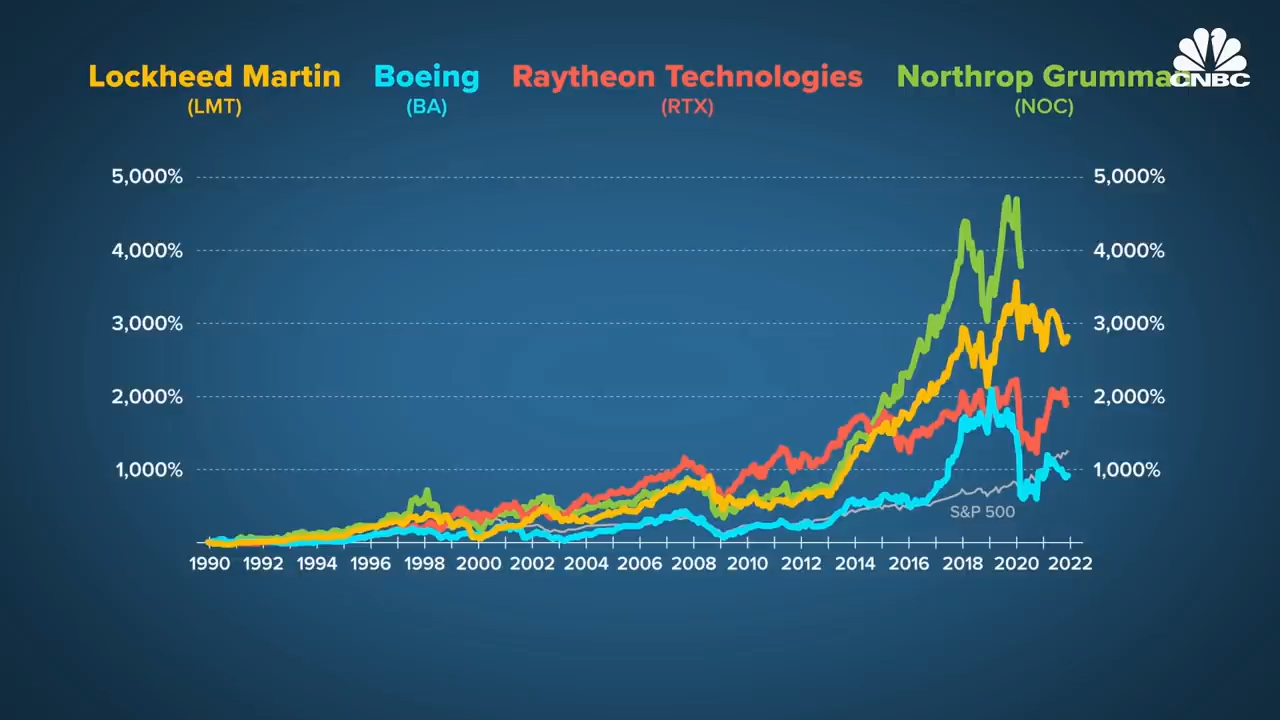 Lockheed Martin Boeing Raytheon Technologies Northrop Grumman
(LMT) (BA) (RTX) (NOC)
CNBC
5,000% 5,000%
4,000% 4,000%
3,000% 3,000%
2,000% 2,000%
1,000% 1,000%
S&P 500
1990 1992 1994 1996 1998 2000 2002 2004 2006 2008 2010 2012 2014 2016 2018 2020 2022